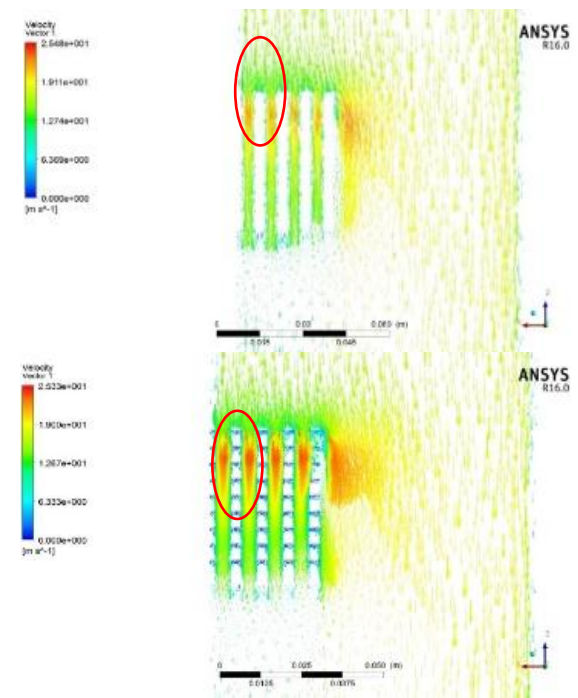 Velocity
Vector 1
ANSYS
R16.0
2.548e+001
1.911e+001
1.274e+001
6.369e+000
0.000e+000
[m s^-1]
0
0.03
0.060 (m)
0.015
0.045
Velocity
Vector 1
ANSYS
R16.0
2.533e+001
1.900e+001
1.267e+001
6.333e+000
0.000e+000
[m s^-1]
0
0.025
0.050 (m)
0.0125
0.0375